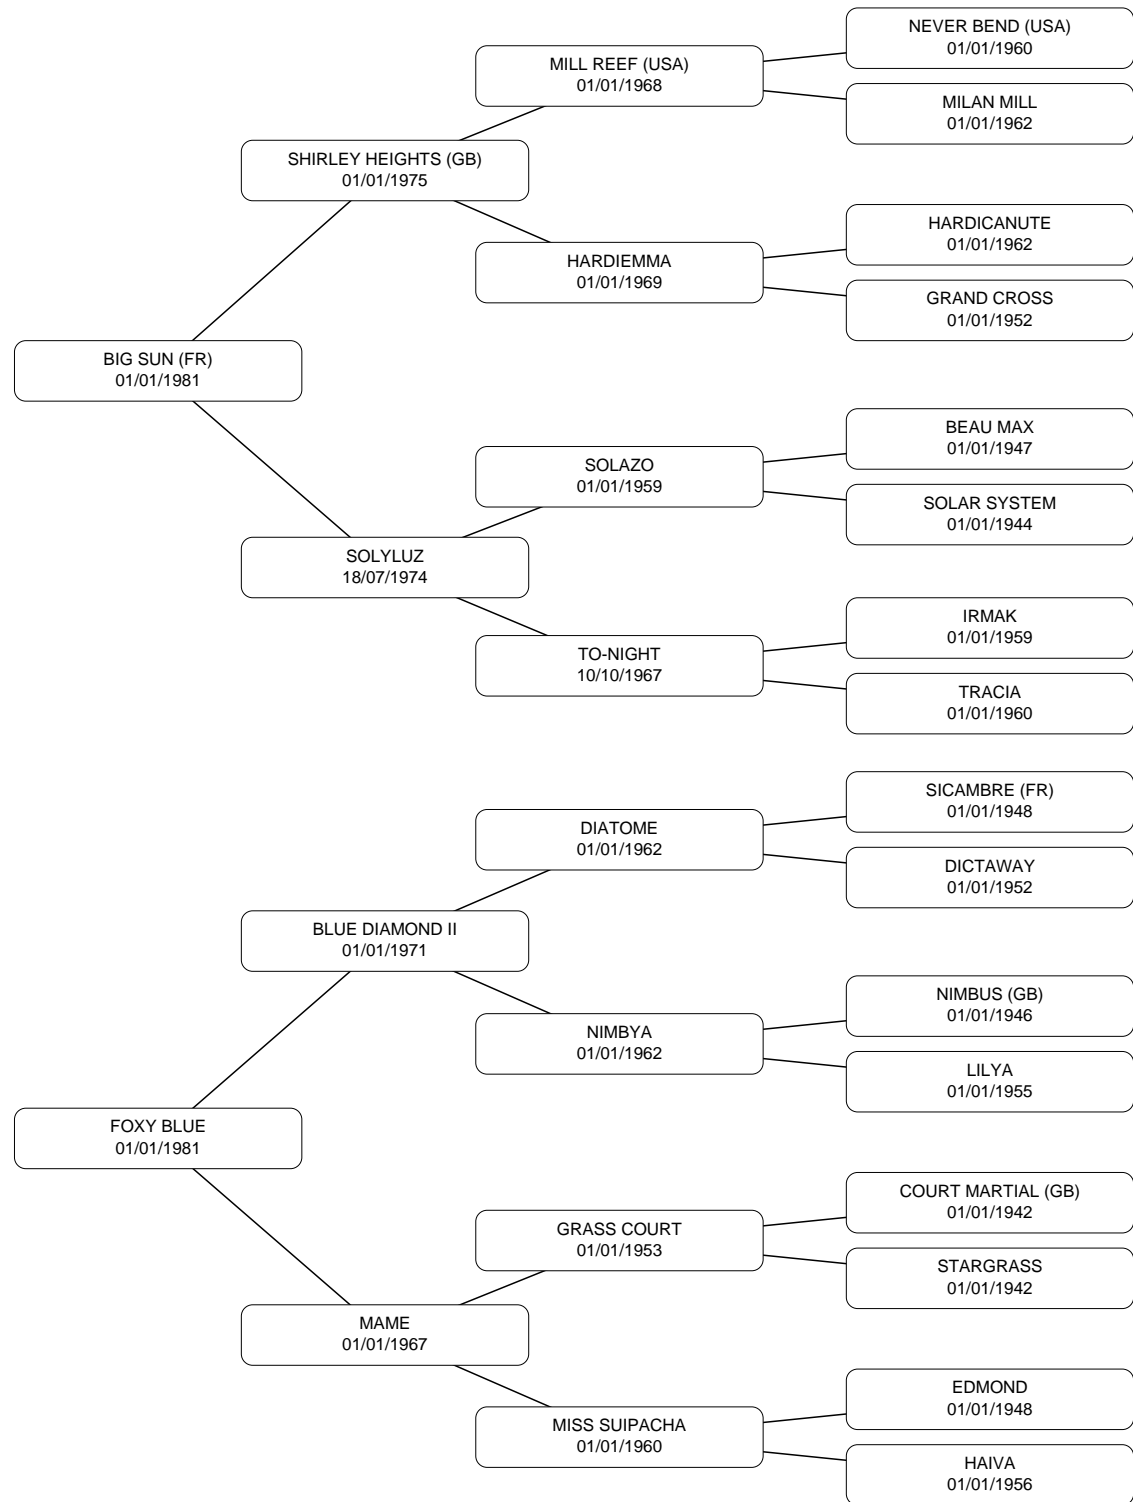 NEVER BEND (USA)
01/01/1960
MILL REEF (USA)
01/01/1968
MILAN MILL
01/01/1962
SHIRLEY HEIGHTS (GB)
01/01/1975
HARDICANUTE
01/01/1962
HARDIEMMA
01/01/1969
GRAND CROSS
01/01/1952
BIG SUN (FR)
01/01/1981
BEAU MAX
01/01/1947
SOLAZO
01/01/1959
SOLAR SYSTEM
01/01/1944
SOLYLUZ
18/07/1974
IRMAK
01/01/1959
TO-NIGHT
10/10/1967
TRACIA
01/01/1960
SICAMBRE (FR)
01/01/1948
DIATOME
01/01/1962
DICTAWAY
01/01/1952
BLUE DIAMOND II
01/01/1971
NIMBUS (GB)
01/01/1946
NIMBYA
01/01/1962
LILYA
01/01/1955
FOXY BLUE
01/01/1981
COURT MARTIAL (GB)
01/01/1942
GRASS COURT
01/01/1953
STARGRASS
01/01/1942
MAME
01/01/1967
EDMOND
01/01/1948
MISS SUIPACHA
01/01/1960
HAIVA
01/01/1956